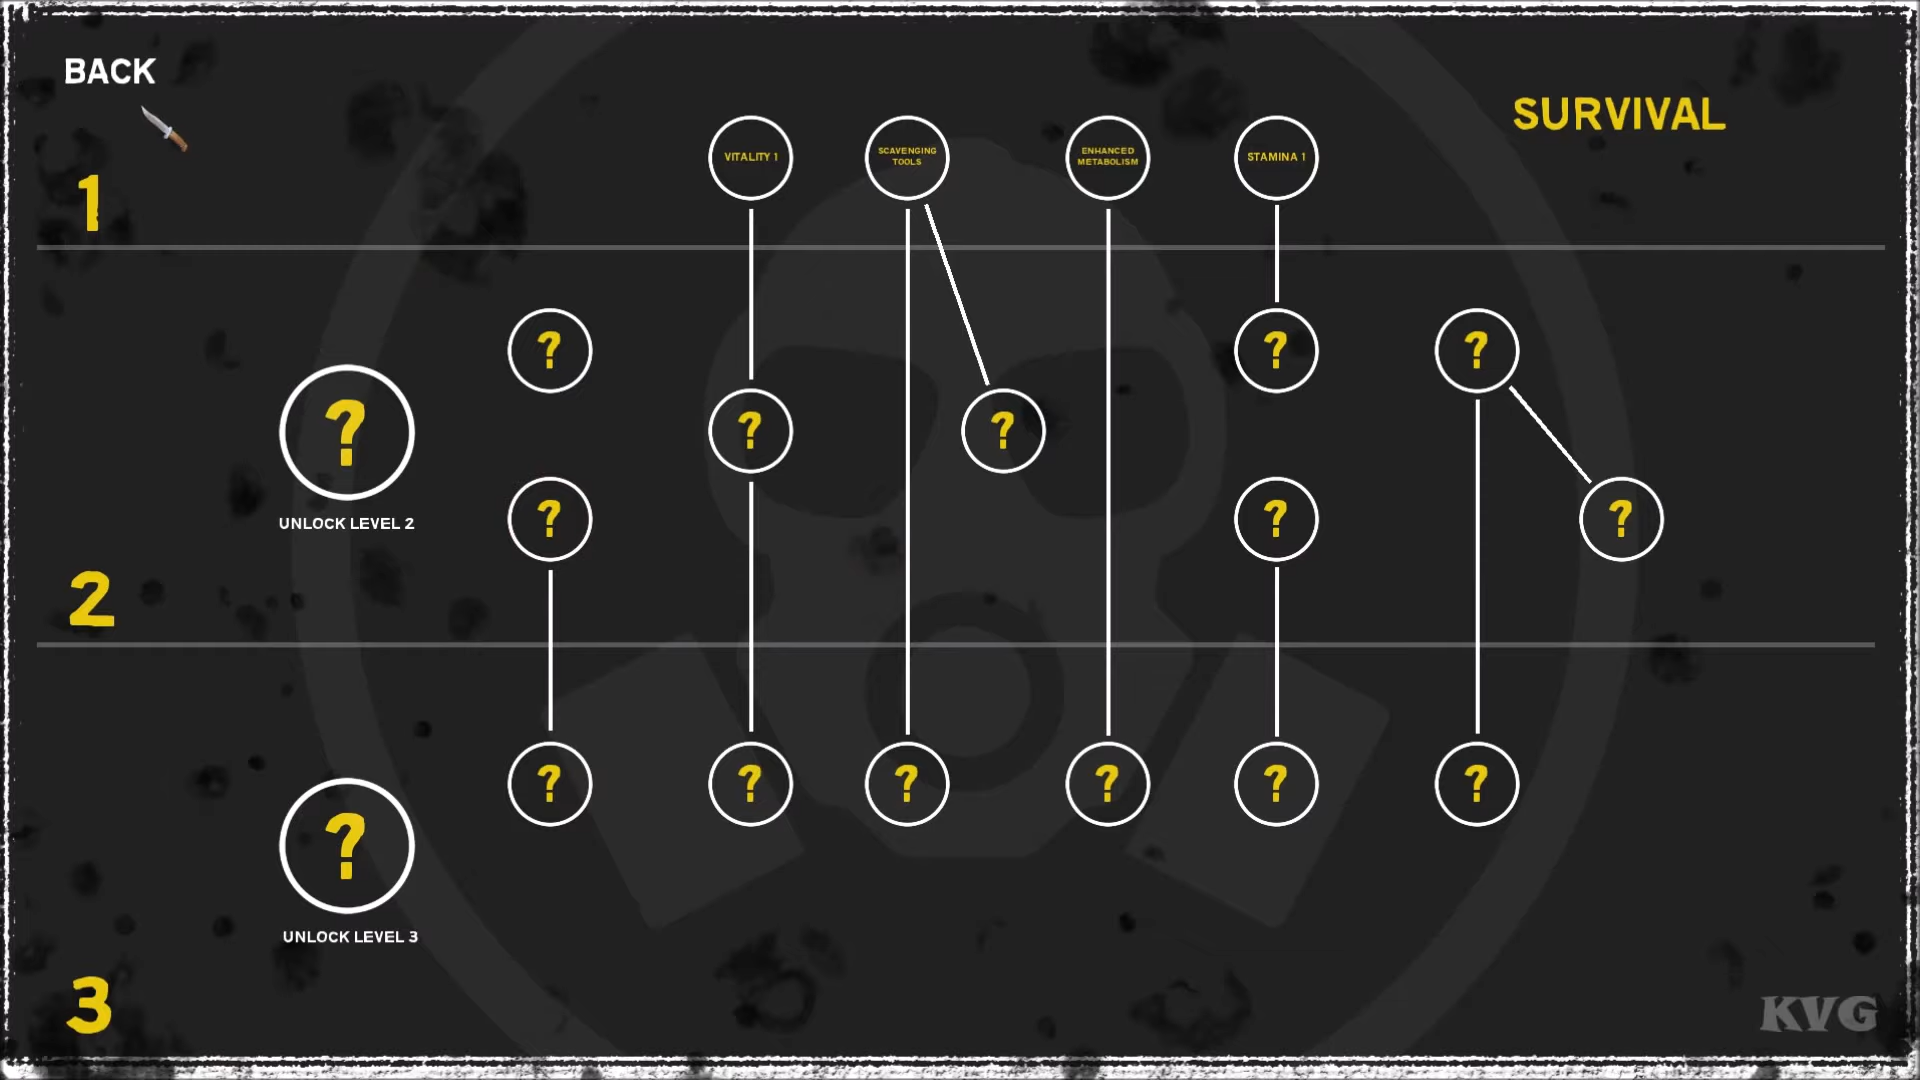 BACK
SURVIVAL
1
VITALITY 1
SCAVENGING
TOOLS
ENHANCED
METABOLISM
STAMINA 1
?
?
?
?
?
?
UNLOCK LEVEL 2
?
?
?
2
?
?
?
?
?
?
?
UNLOCK LEVEL 3
3
KVG